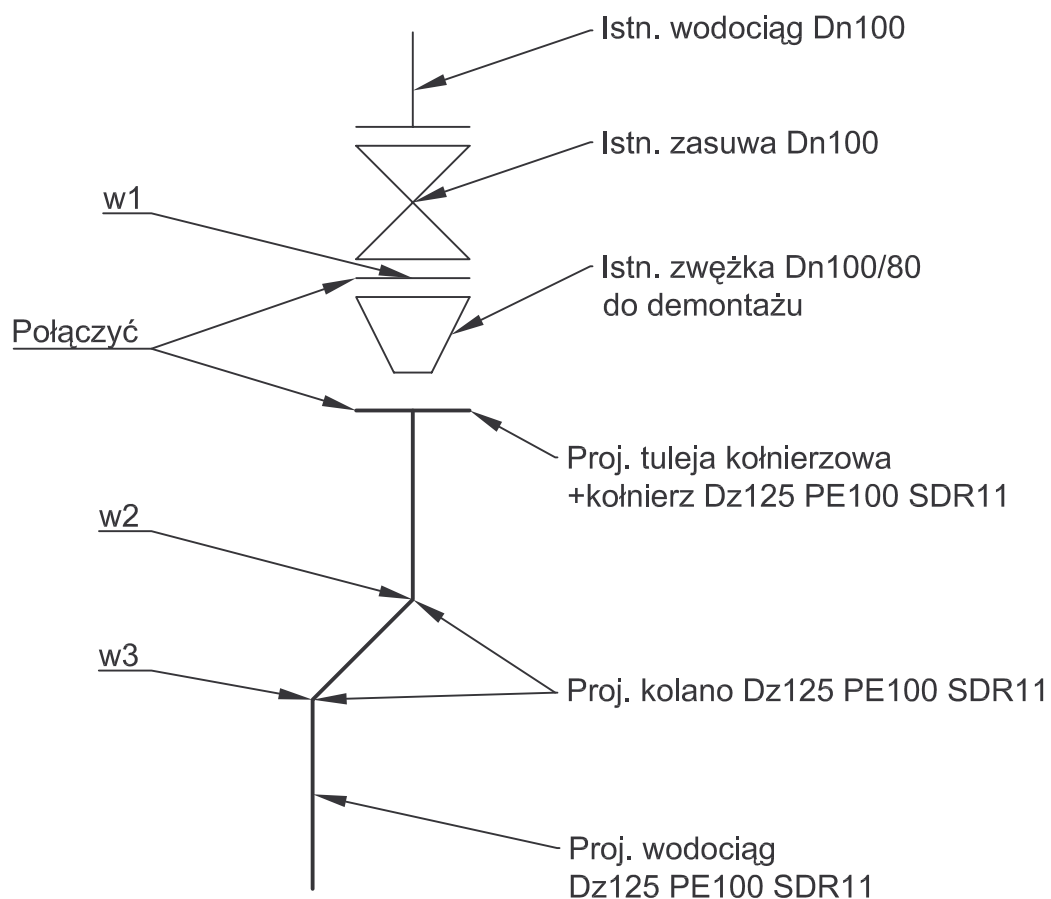 Istn. wodociąg Dn100
Istn. zasuwa Dn100
w1
Istn. zwężka Dn100/80
do demontażu
Połączyć
Proj. tuleja kołnierzowa
+kołnierz Dz125 PE100 SDR11
w2
w3
Proj. kolano Dz125 PE100 SDR11
Proj. wodociąg
Dz125 PE100 SDR11